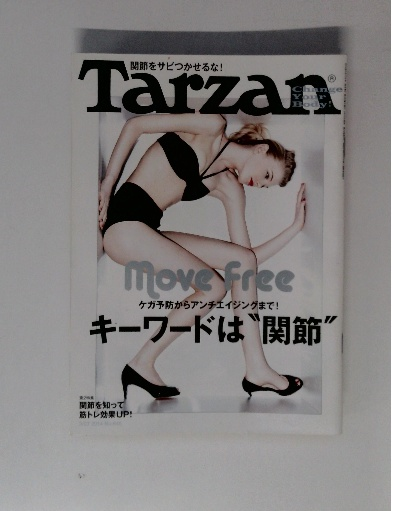 関節をサビつかせるな!
Tarzan®
Change
Your
Body!
Move Free
ケガ予防からアンチエイジングまで!
キーワードは〝関節〟
関節を知って
筋トレ効果UP!